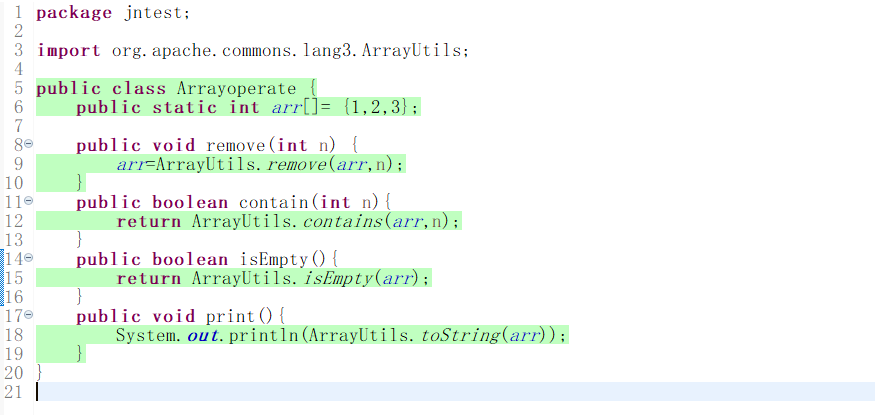 1 package jntest;
2
3 import org.apache.commons.lang3.ArrayUtils;
4
5 public class Arrayoperate {
6     public static int arr[]= {1,2,3};
7
8     public void remove(int n) {
9         arr=ArrayUtils.remove(arr,n);
10     }
11     public boolean contain(int n){
12         return ArrayUtils.contains(arr,n);
13     }
14     public boolean isEmpty(){
15         return ArrayUtils.isEmpty(arr);
16     }
17     public void print(){
18         System.out.println(ArrayUtils.toString(arr));
19     }
20 }
21